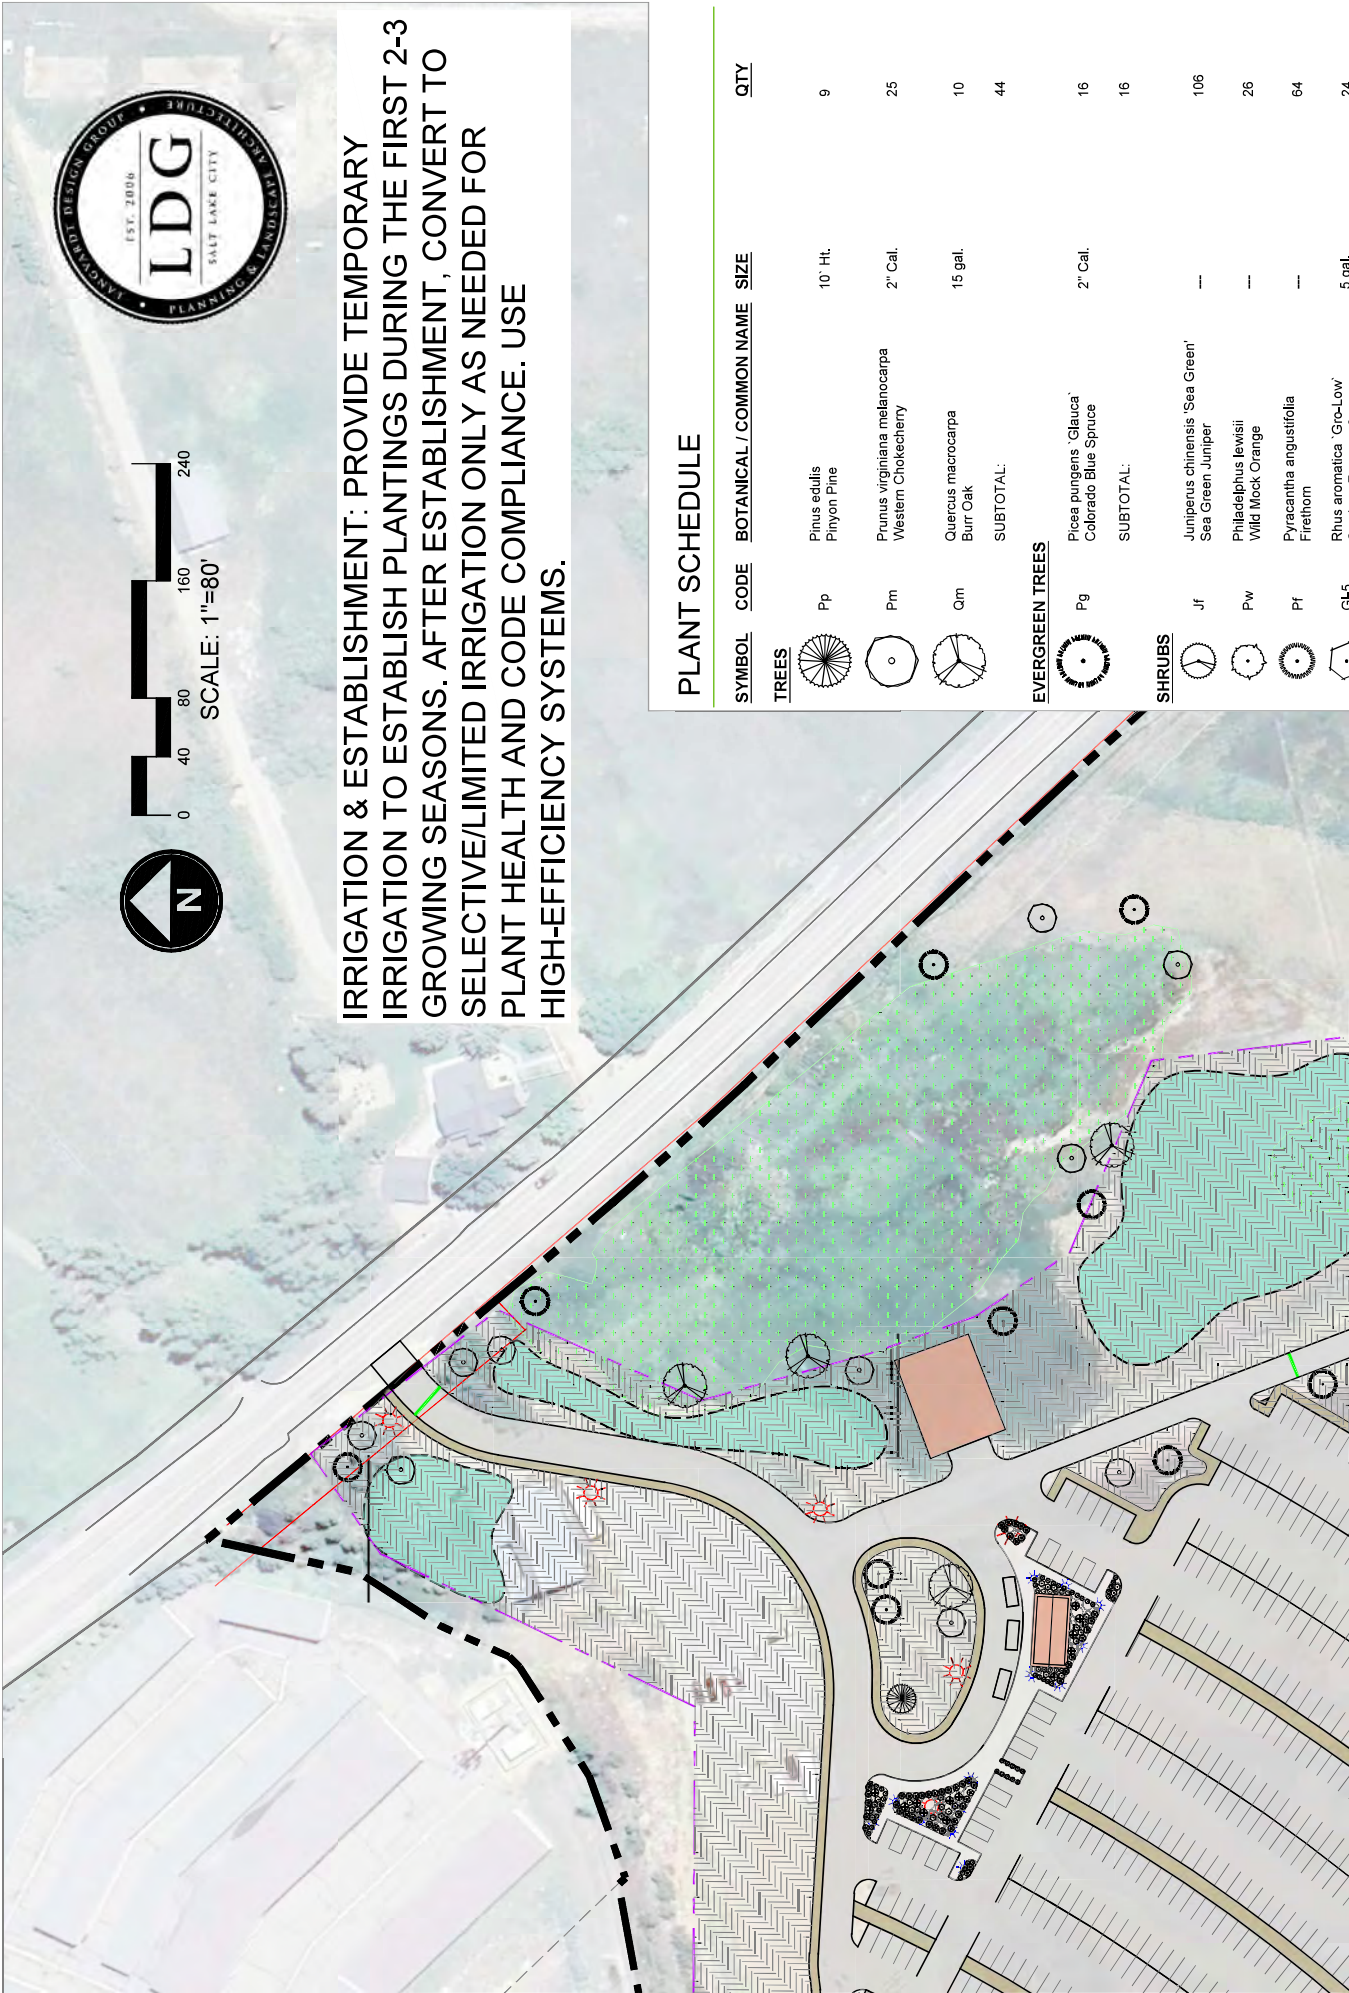 LANGVARDT DESIGN GROUP
EST. 2006
LDG
SALT LAKE CITY
PLANNING & LANDSCAPE ARCHITECTURE
N
0 40 80 160 240
SCALE: 1"=80'
IRRIGATION & ESTABLISHMENT: PROVIDE TEMPORARY
IRRIGATION TO ESTABLISH PLANTINGS DURING THE FIRST 2-3
GROWING SEASONS. AFTER ESTABLISHMENT, CONVERT TO
SELECTIVE/LIMITED IRRIGATION ONLY AS NEEDED FOR
PLANT HEALTH AND CODE COMPLIANCE. USE
HIGH-EFFICIENCY SYSTEMS.
PLANT SCHEDULE
SYMBOL CODE BOTANICAL / COMMON NAME SIZE QTY
TREES
Pp Pinus edulis 10` Ht. 9
Pinyon Pine
Pm Prunus virginiana melanocarpa 2" Cal. 25
Western Chokecherry
Qm Quercus macrocarpa 15 gal. 10
Burr Oak
SUBTOTAL: 44
EVERGREEN TREES
Pg Picea pungens `Glauca` 2" Cal. 16
Colorado Blue Spruce
SUBTOTAL: 16
SHRUBS
Jf Juniperus chinensis 'Sea Green' --- 106
Sea Green Juniper
Pw Philadelphus lewisii --- 26
Wild Mock Orange
Pf Pyracantha angustifolia --- 64
Firethorn
Rhus aromatica `Gro-Low` 5 gal. 24